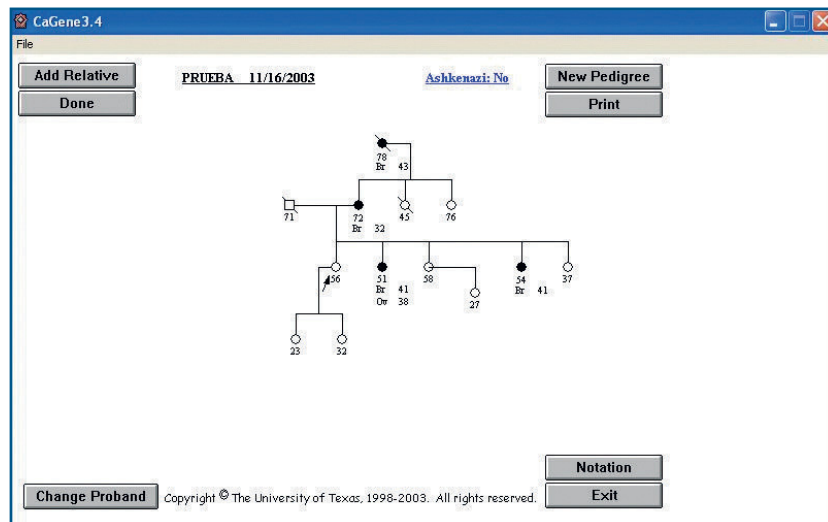 CaGene3.4
File
Add Relative
PRUEBA 11/16/2003
Ashkenazi: No
New Pedigree
Done
Print
78
Br 43
71
72
Br 32
45
76
56
51
Br 41
Ov 38
58
27
54
Br 41
37
23
32
Notation
Change Proband
Copyright © The University of Texas, 1998-2003. All rights reserved.
Exit